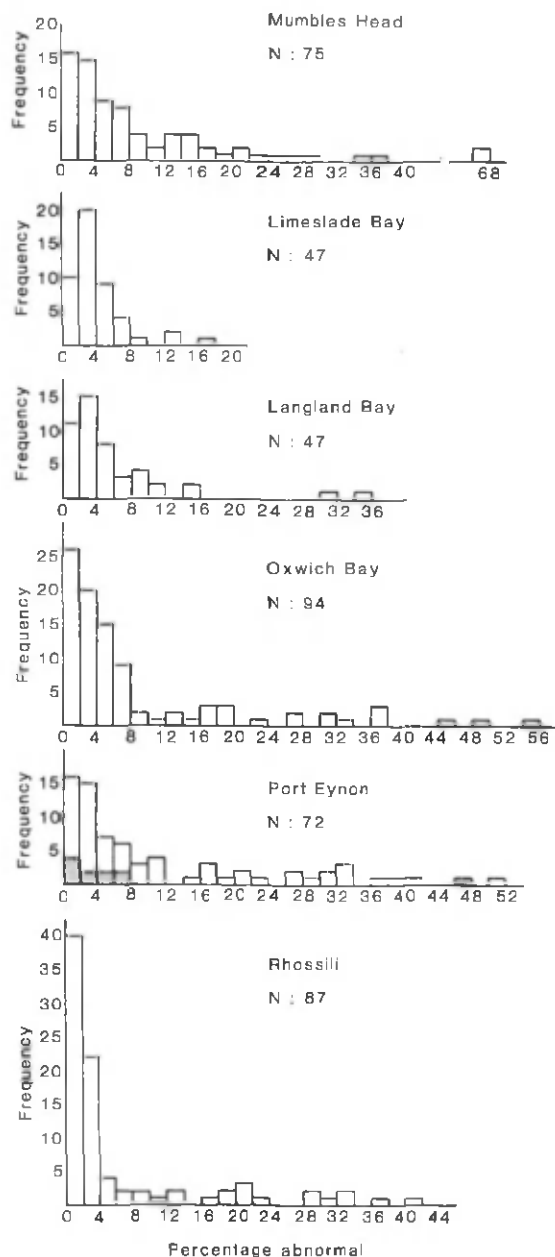 Mumbles Head
N : 75
Frequency
20
15
10
5
0 4 8 12 16 20 24 28 32 36 40 68
Limeslade Bay
N : 47
Frequency
20
15
10
5
0 4 8 12 16 20
Langland Bay
N : 47
Frequency
15
10
5
0 4 8 12 16 20 24 28 32 36
Oxwich Bay
N : 94
Frequency
25
20
15
10
5
0 4 8 12 16 20 24 28 32 36 40 44 48 52 56
Port Eynon
N : 72
Frequency
15
10
5
0 4 8 12 16 20 24 28 32 36 40 44 48 52
Rhossili
N : 87
Frequency
40
35
30
25
20
15
10
5
0 4 8 12 16 20 24 28 32 36 40 44
Percentage abnormal